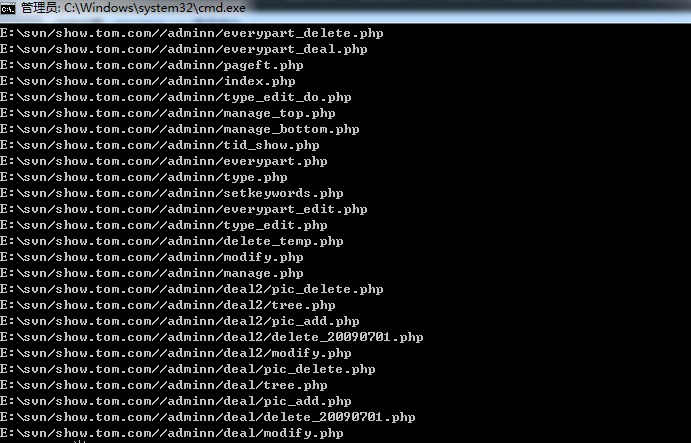 管理员: C:\Windows\system32\cmd.exe
E:\svn/show.tom.com//adminn/everypart_delete.php
E:\svn/show.tom.com//adminn/everypart_deal.php
E:\svn/show.tom.com//adminn/pageft.php
E:\svn/show.tom.com//adminn/index.php
E:\svn/show.tom.com//adminn/type_edit_do.php
E:\svn/show.tom.com//adminn/manage_top.php
E:\svn/show.tom.com//adminn/manage_bottom.php
E:\svn/show.tom.com//adminn/tid_show.php
E:\svn/show.tom.com//adminn/everypart.php
E:\svn/show.tom.com//adminn/type.php
E:\svn/show.tom.com//adminn/setkeywords.php
E:\svn/show.tom.com//adminn/everypart_edit.php
E:\svn/show.tom.com//adminn/type_edit.php
E:\svn/show.tom.com//adminn/delete_temp.php
E:\svn/show.tom.com//adminn/modify.php
E:\svn/show.tom.com//adminn/manage.php
E:\svn/show.tom.com//adminn/deal2/pic_delete.php
E:\svn/show.tom.com//adminn/deal2/tree.php
E:\svn/show.tom.com//adminn/deal2/pic_add.php
E:\svn/show.tom.com//adminn/deal2/delete_20090701.php
E:\svn/show.tom.com//adminn/deal2/modify.php
E:\svn/show.tom.com//adminn/deal/pic_delete.php
E:\svn/show.tom.com//adminn/deal/tree.php
E:\svn/show.tom.com//adminn/deal/pic_add.php
E:\svn/show.tom.com//adminn/deal/delete_20090701.php
E:\svn/show.tom.com//adminn/deal/modify.php